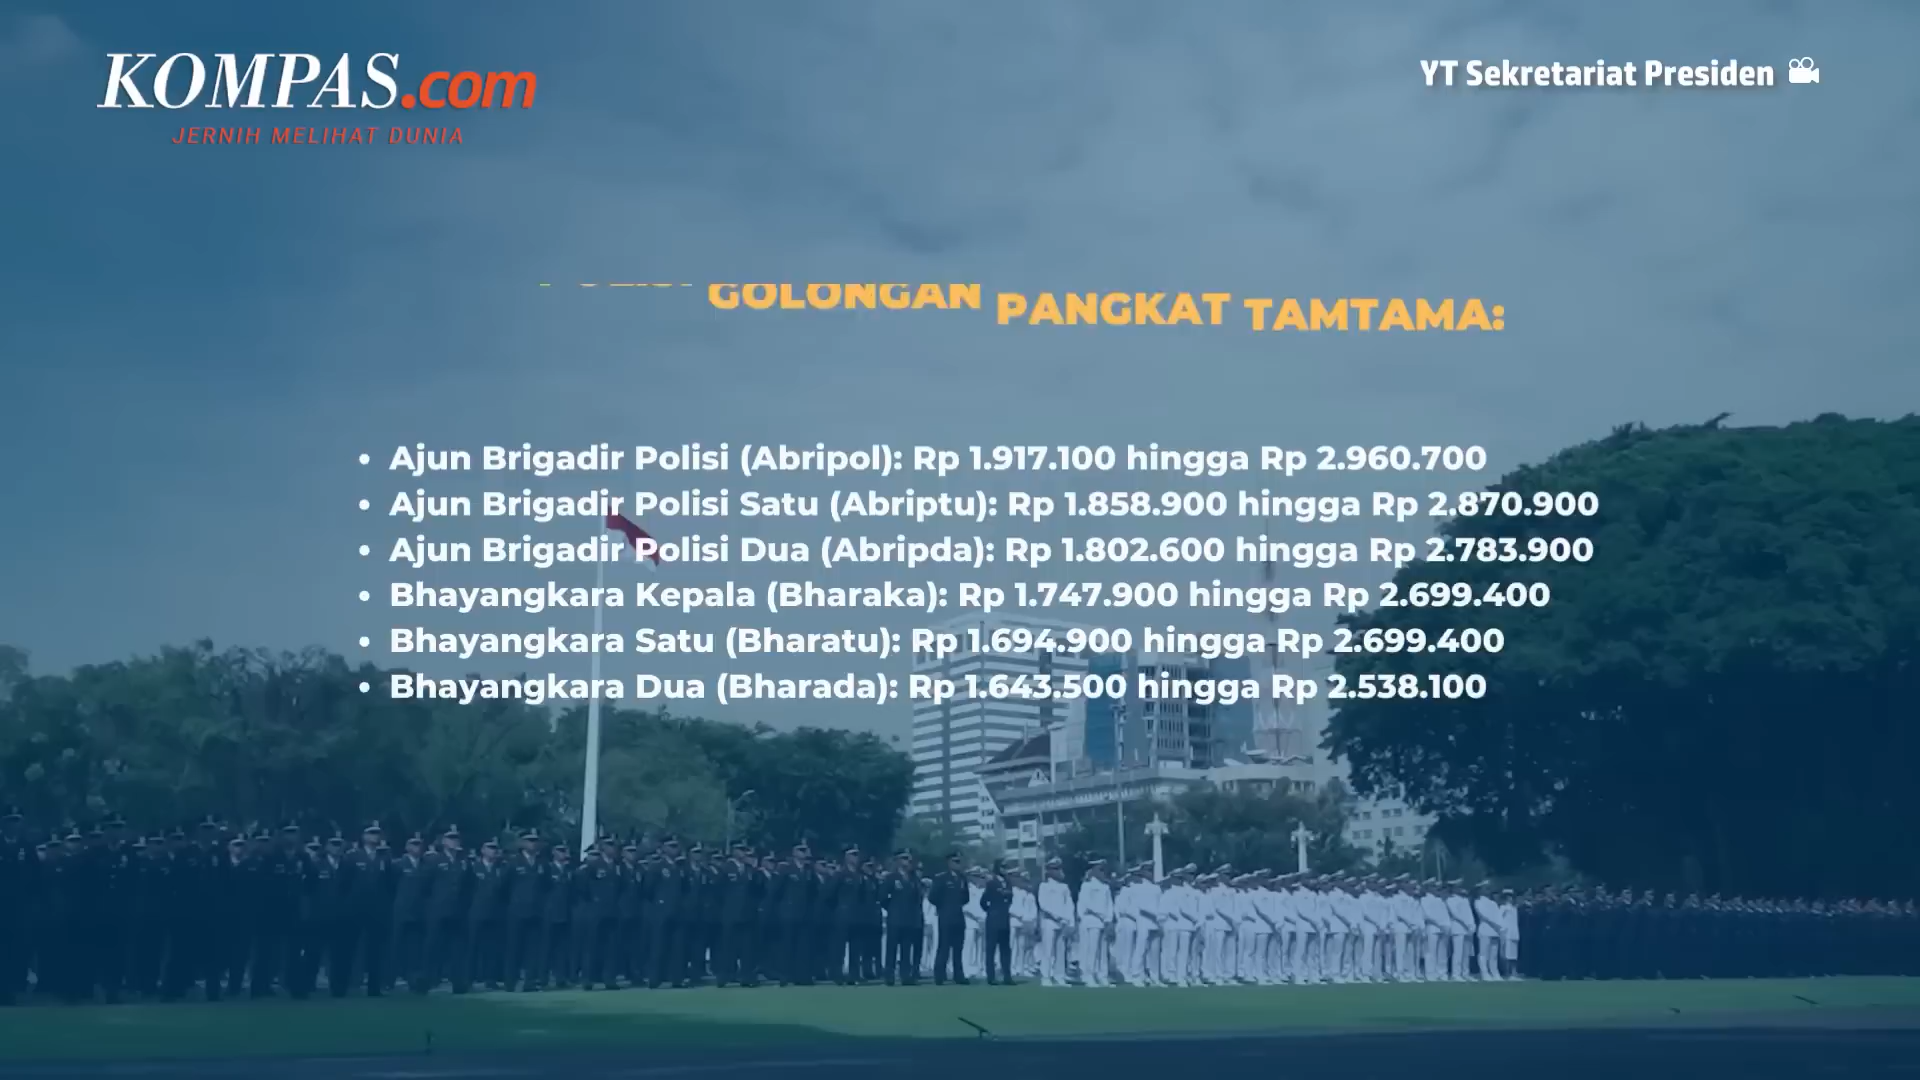 KOMPAS.com
JERNIH MELIHAT DUNIA
YT Sekretariat Presiden
GOLONGAN PANGKAT TAMTAMA:
• Ajun Brigadir Polisi (Abripol): Rp 1.917.100 hingga Rp 2.960.700
• Ajun Brigadir Polisi Satu (Abriptu): Rp 1.858.900 hingga Rp 2.870.900
• Ajun Brigadir Polisi Dua (Abripda): Rp 1.802.600 hingga Rp 2.783.900
• Bhayangkara Kepala (Bharaka): Rp 1.747.900 hingga Rp 2.699.400
• Bhayangkara Satu (Bharatu): Rp 1.694.900 hingga Rp 2.699.400
• Bhayangkara Dua (Bharada): Rp 1.643.500 hingga Rp 2.538.100